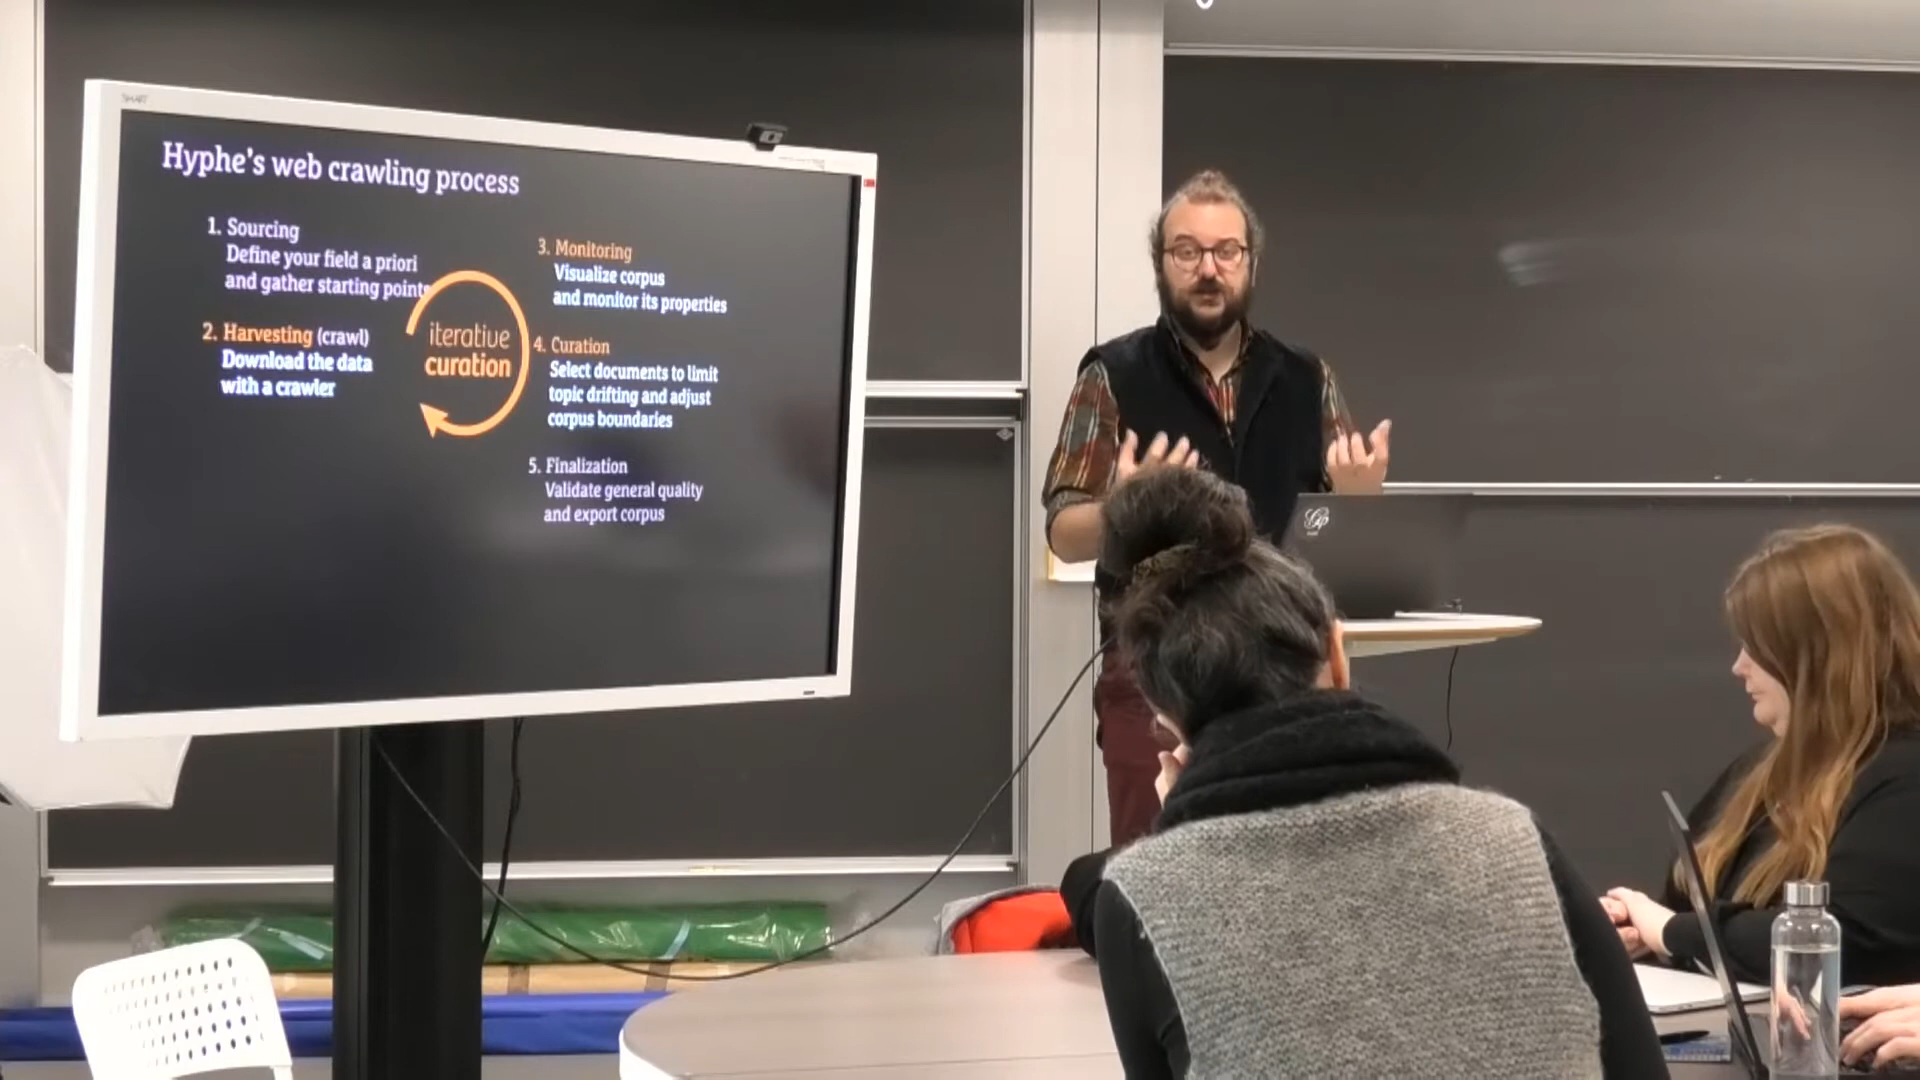 SMART
Hyphe's web crawling process
1. Sourcing
Define your field a priori
and gather starting points
2. Harvesting (crawl)
Download the data
with a crawler
iterative
curation
3. Monitoring
Visualize corpus
and monitor its properties
4. Curation
Select documents to limit
topic drifting and adjust
corpus boundaries
5. Finalization
Validate general quality
and export corpus